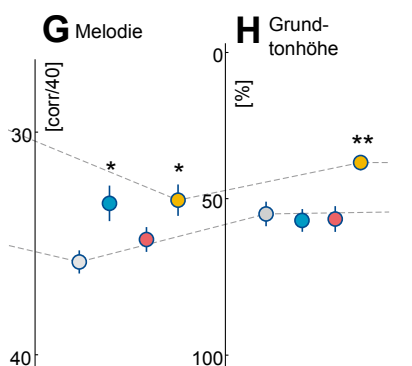 G Melodie
[corr/40]
30
*
*
40
H Grund-
tonhöhe
0
[%]
**
50
100